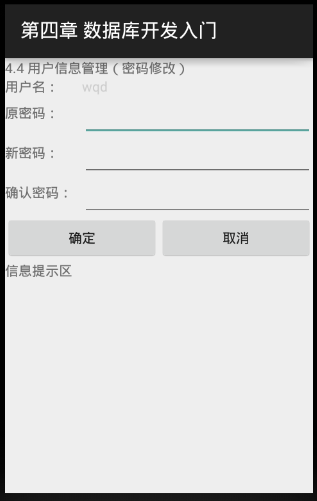 第四章 数据库开发入门
4.4 用户信息管理（密码修改）
用户名： wqd
原密码：
新密码：
确认密码：
确定 取消
信息提示区